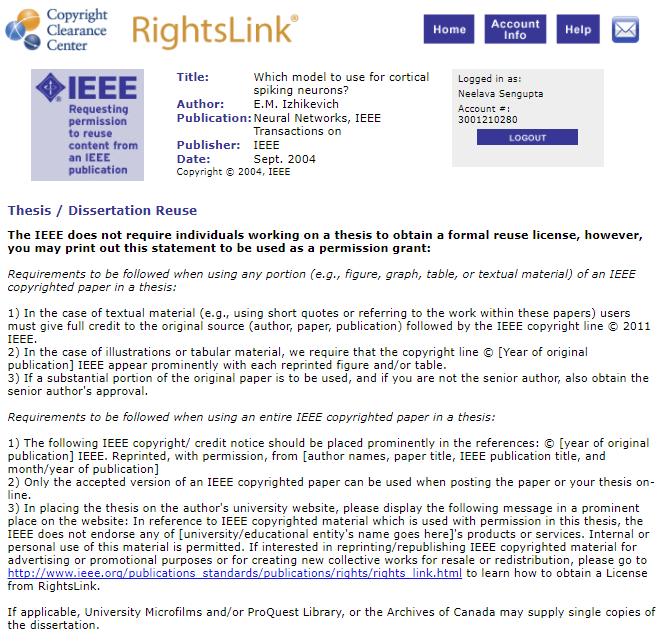 Copyright
Clearance
Center
RightsLink®
Home
Account
Info
Help
IEEE
Requesting
permission
to reuse
content from
an IEEE
publication
Title: Which model to use for cortical
spiking neurons?
Author: E.M. Izhikevich
Publication: Neural Networks, IEEE
Transactions on
Publisher: IEEE
Date: Sept. 2004
Copyright © 2004, IEEE
Logged in as:
Neelava Sengupta
Account #:
3001210280
LOGOUT
Thesis / Dissertation Reuse
The IEEE does not require individuals working on a thesis to obtain a formal reuse license, however,
you may print out this statement to be used as a permission grant:
Requirements to be followed when using any portion (e.g., figure, graph, table, or textual material) of an IEEE
copyrighted paper in a thesis:
1) In the case of textual material (e.g., using short quotes or referring to the work within these papers) users
must give full credit to the original source (author, paper, publication) followed by the IEEE copyright line © 2011
IEEE.
2) In the case of illustrations or tabular material, we require that the copyright line © [Year of original
publication] IEEE appear prominently with each reprinted figure and/or table.
3) If a substantial portion of the original paper is to be used, and if you are not the senior author, also obtain the
senior author's approval.
Requirements to be followed when using an entire IEEE copyrighted paper in a thesis:
1) The following IEEE copyright/ credit notice should be placed prominently in the references: © [year of original
publication] IEEE. Reprinted, with permission, from [author names, paper title, IEEE publication title, and
month/year of publication]
2) Only the accepted version of an IEEE copyrighted paper can be used when posting the paper or your thesis on-
line.
3) In placing the thesis on the author's university website, please display the following message in a prominent
place on the website: In reference to IEEE copyrighted material which is used with permission in this thesis, the
IEEE does not endorse any of [university/educational entity's name goes here]'s products or services. Internal or
personal use of this material is permitted. If interested in reprinting/republishing IEEE copyrighted material for
advertising or promotional purposes or for creating new collective works for resale or redistribution, please go to
http://www.ieee.org/publications_standards/publications/rights/rights_link.html to learn how to obtain a License
from RightsLink.
If applicable, University Microfilms and/or ProQuest Library, or the Archives of Canada may supply single copies of
the dissertation.